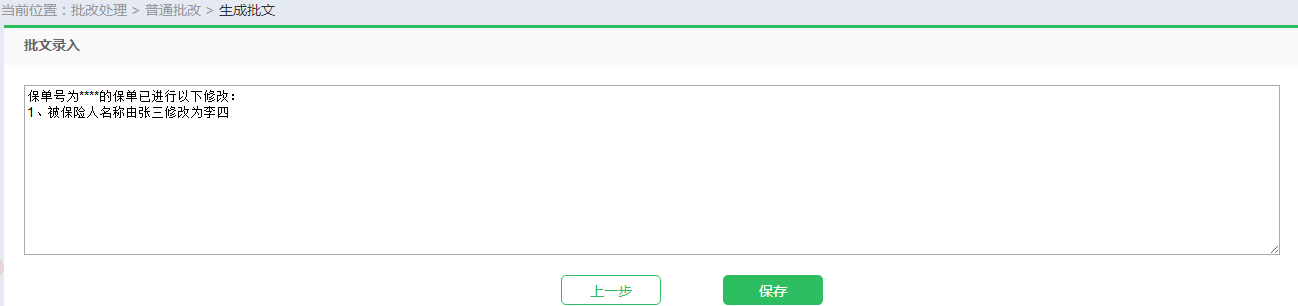 当前位置：批改处理 > 普通批改 > 生成批文
批文录入
保单号为****的保单已进行以下修改：
1、被保险人名称由张三修改为李四
上一步
保存